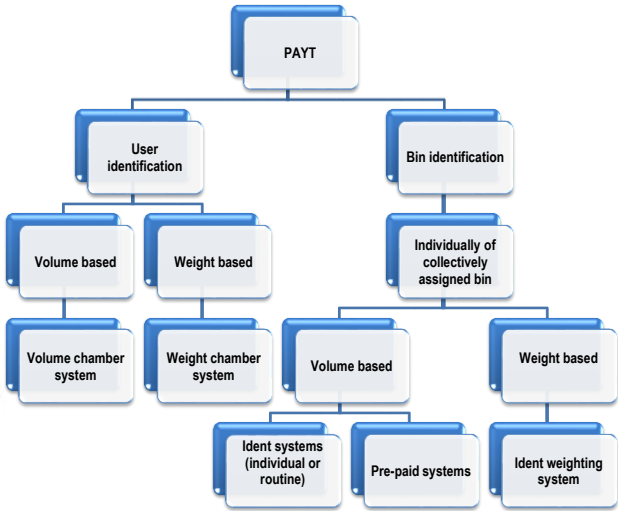 PAYT
User
identification
Bin identification
Volume based
Weight based
Individually of
collectively
assigned bin
Volume chamber
system
Weight chamber
system
Volume based
Weight based
Ident systems
(individual or
routine)
Pre-paid systems
Ident weighting
system